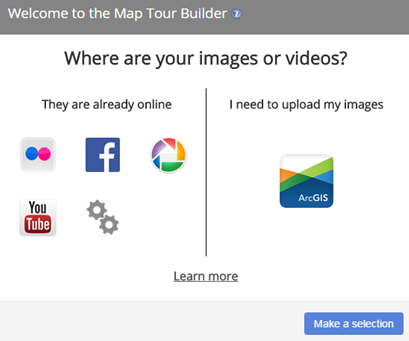 Welcome to the Map Tour Builder ?
Where are your images or videos?
They are already online
I need to upload my images
You
Tube
ArcGIS
Learn more
Make a selection